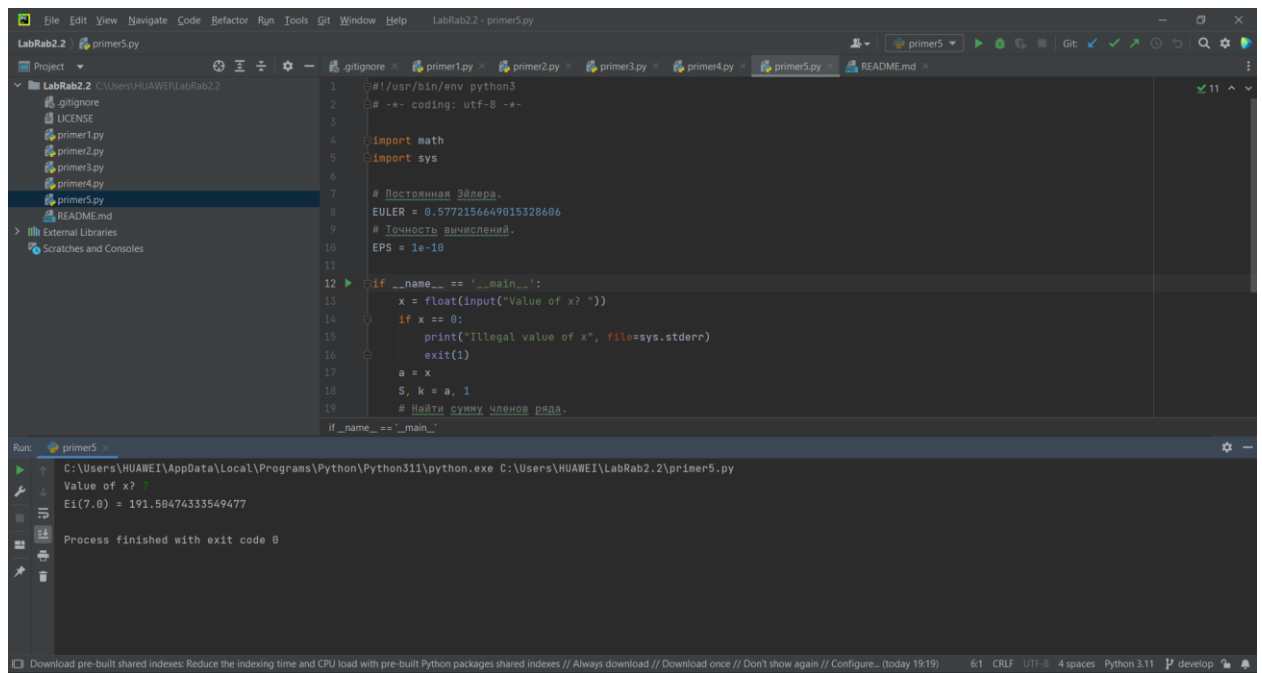 File Edit View Navigate Code Refactor Run Tools Git Window Help LabRab2.2 - primer5.py
LabRab2.2 primer5.py primer5 Git:
Project .gitignore primer1.py primer2.py primer3.py primer4.py primer5.py README.md
LabRab2.2 C:\Users\HUAWEI\LabRab2.2
.gitignore
LICENSE
primer1.py
primer2.py
primer3.py
primer4.py
primer5.py
README.md
External Libraries
Scratches and Consoles
1 #!/usr/bin/env python3
2 # -*- coding: utf-8 -*-
3
4 import math
5 import sys
6
7 # Постоянная Эйлера.
8 EULER = 0.5772156649015328606
9 # Точность вычислений.
10 EPS = 1e-10
11
12 if __name__ == '__main__':
13 x = float(input("Value of x? "))
14 if x == 0:
15 print("Illegal value of x", file=sys.stderr)
16 exit(1)
17 a = x
18 S, k = a, 1
19 # Найти сумму членов ряда.
11
if __name__ == '__main__'
Run: primer5
C:\Users\HUAWEI\AppData\Local\Programs\Python\Python311\python.exe C:\Users\HUAWEI\LabRab2.2\primer5.py
Value of x? 7
Ei(7.0) = 191.50474333549477
Process finished with exit code 0
Download pre-built shared indexes: Reduce the indexing time and CPU load with pre-built Python packages shared indexes // Always download // Download once // Don't show again // Configure... (today 19:19) 6:1 CRLF UTF-8 4 spaces Python 3.11 develop